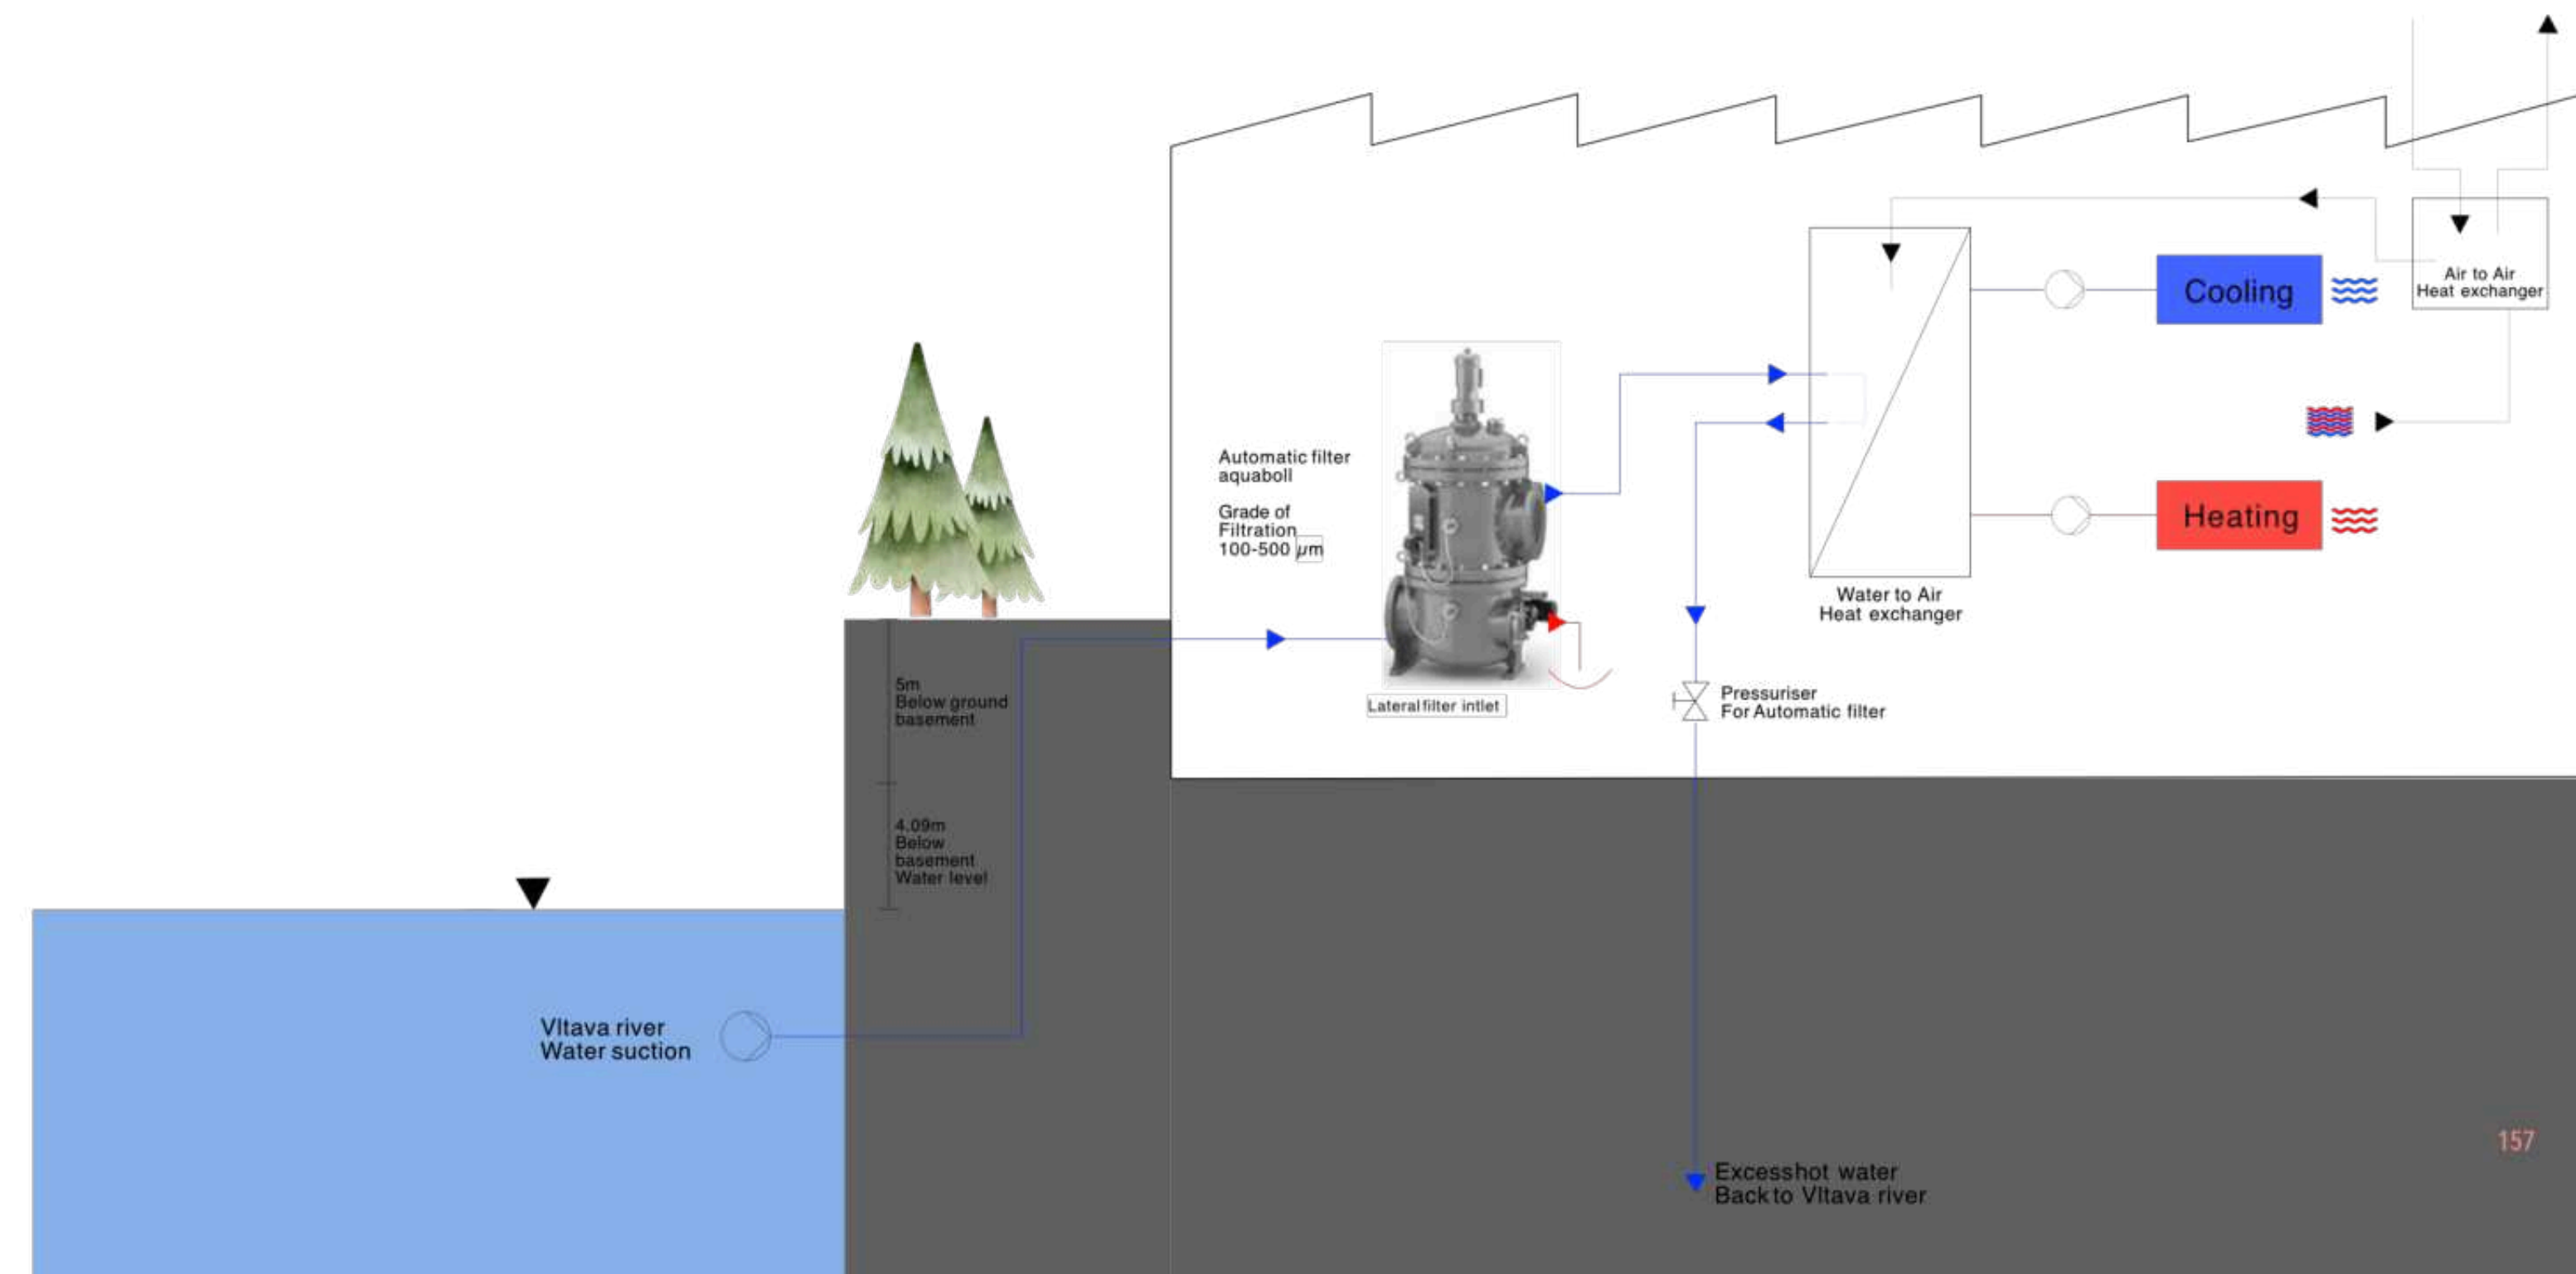 Cooling
Air to Air
Heat exchanger
Automatic filter
aquaboll
Grade of
Filtration
100-500 µm
Heating
Water to Air
Heat exchanger
5m
Below ground
basement
Lateral filter intlet
Pressuriser
For Automatic filter
4.09m
Below
basement
Water level
Vltava river
Water suction
157
Excesshot water
Back to Vltava river